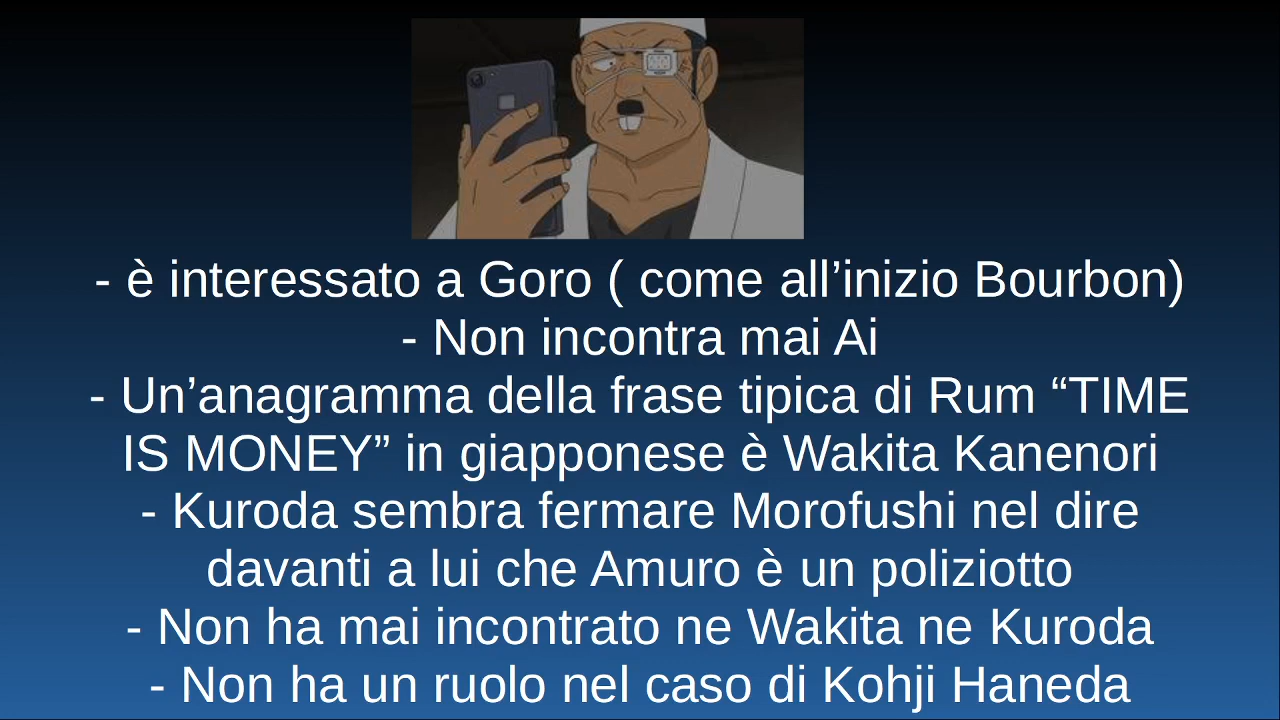 - è interessato a Goro ( come all’inizio Bourbon)
- Non incontra mai Ai
- Un’anagramma della frase tipica di Rum “TIME
IS MONEY” in giapponese è Wakita Kanenori
- Kuroda sembra fermare Morofushi nel dire
davanti a lui che Amuro è un poliziotto
- Non ha mai incontrato ne Wakita ne Kuroda
- Non ha un ruolo nel caso di Kohji Haneda